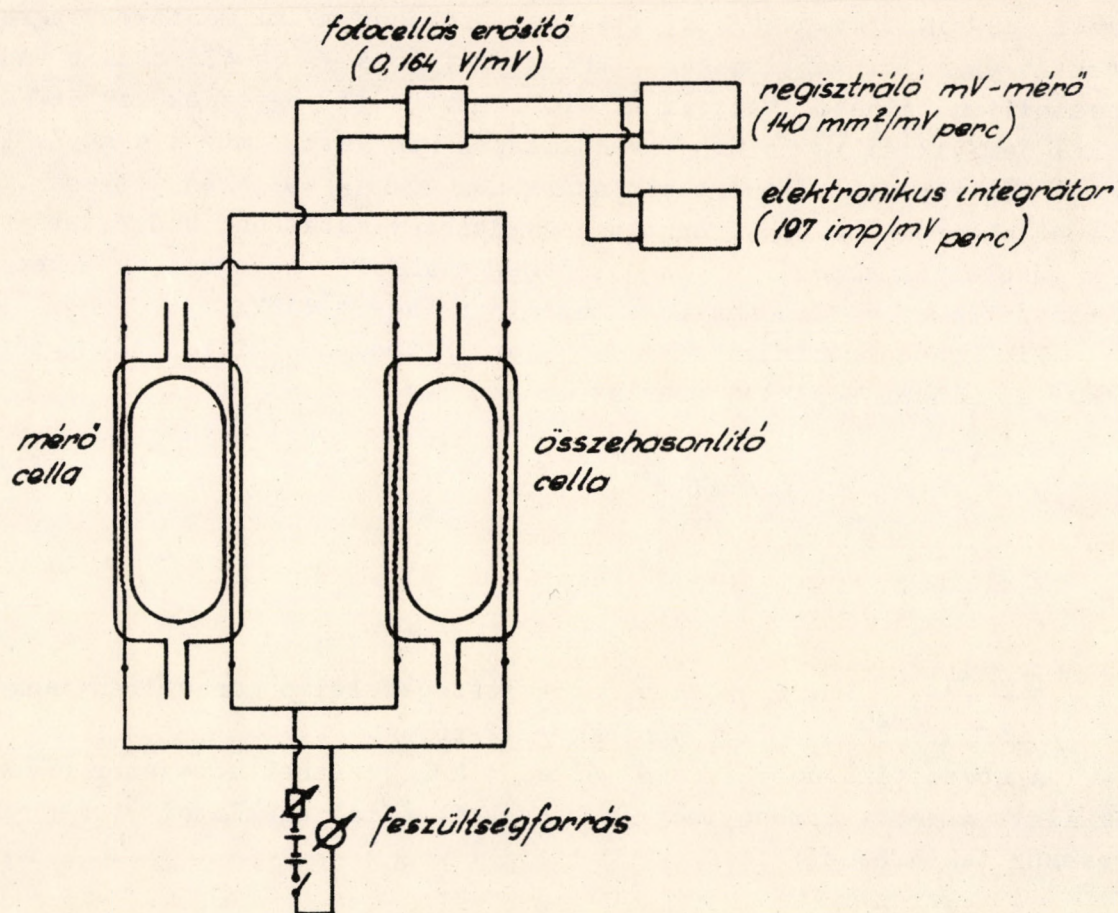 fotocellás erősítő
(0,164 V/mV)
regisztráló mV-mérő
(140 mm²/mV perc)
elektronikus integrátor
(197 imp/mV perc)
mérő
cella
összehasonlító
cella
feszültségforrás